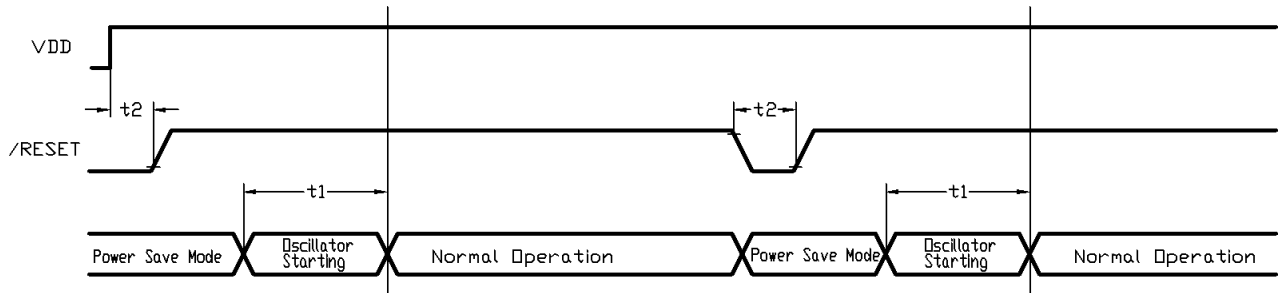 VDD
t2
t2
/RESET
t1
t1
Power Save Mode
Oscillator
Starting
Normal Operation
Power Save Mode
Oscillator
Starting
Normal Operation